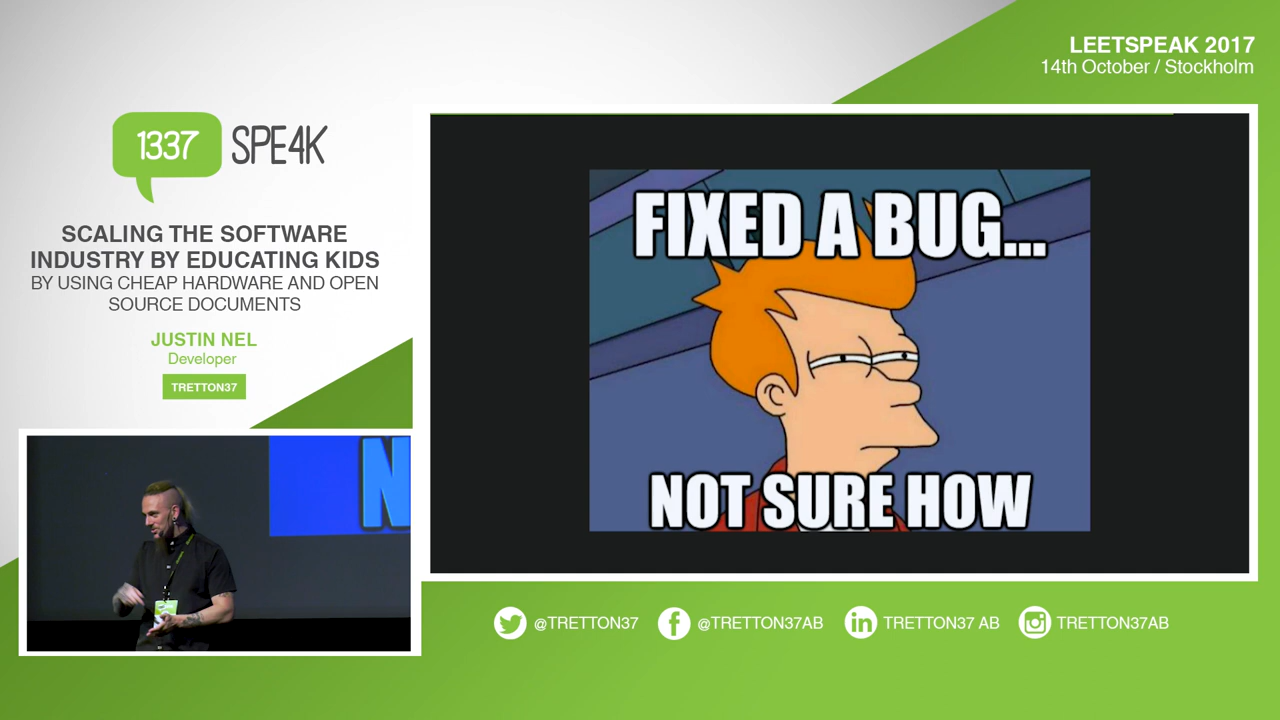 LEETSPEAK 2017
14th October / Stockholm
1337 SPE4K
SCALING THE SOFTWARE
INDUSTRY BY EDUCATING KIDS
BY USING CHEAP HARDWARE AND OPEN
SOURCE DOCUMENTS
JUSTIN NEL
Developer
TRETTON37
FIXED A BUG...
NOT SURE HOW
N
@TRETTON37
@TRETTON37AB
TRETTON37 AB
TRETTON37AB